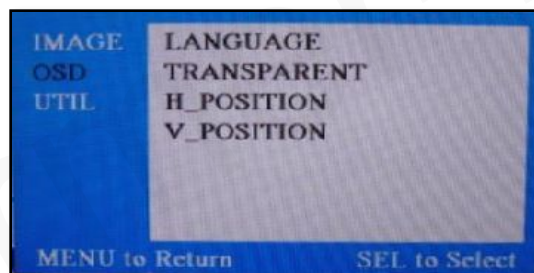 IMAGE LANGUAGE
OSD TRANSPARENT
UTIL H_POSITION
V_POSITION
MENU to Return SEL to Select